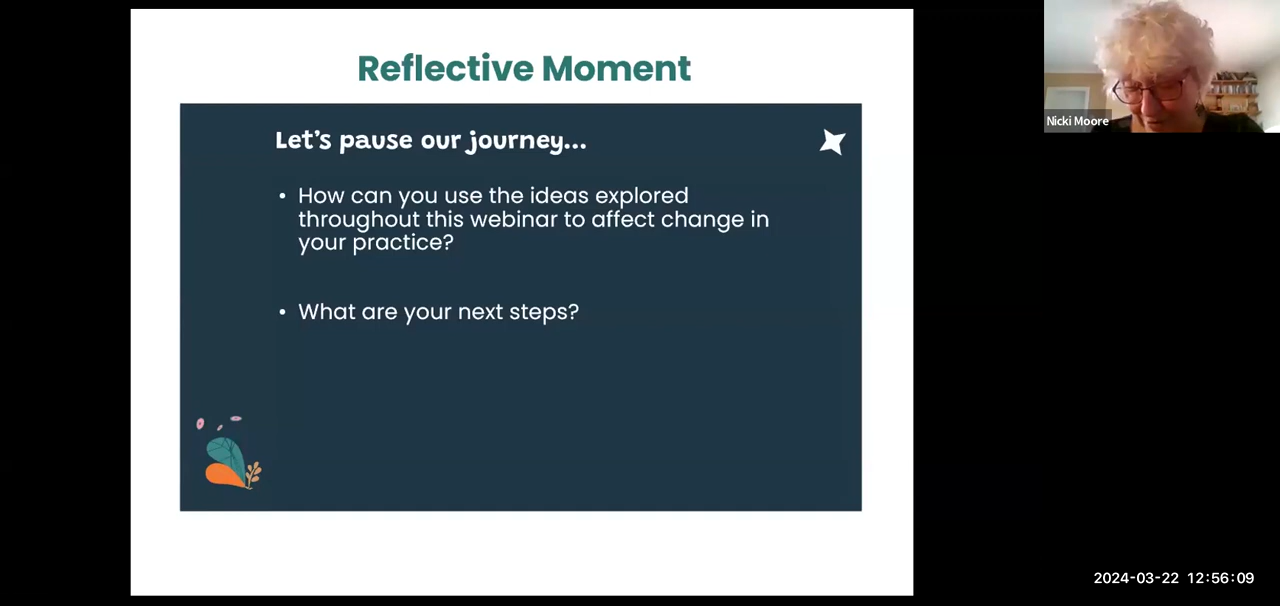 Reflective Moment
Let's pause our journey...
• How can you use the ideas explored
throughout this webinar to affect change in
your practice?
• What are your next steps?
Nicki Moore
2024-03-22 12:56:09